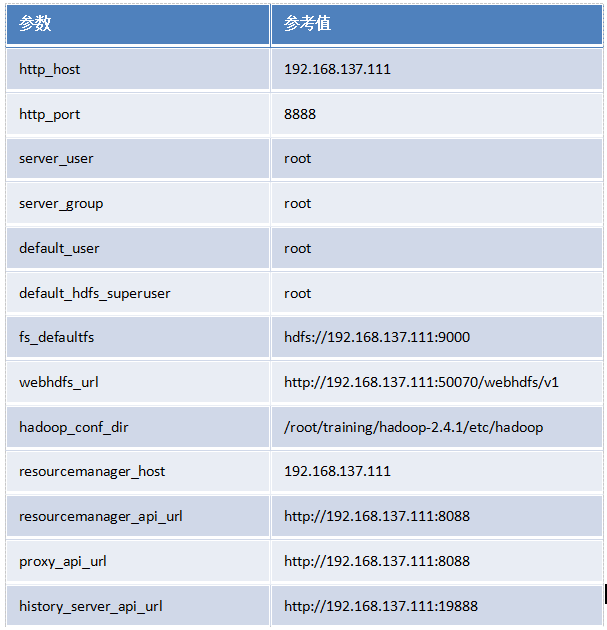 参数 参考值
http_host 192.168.137.111
http_port 8888
server_user root
server_group root
default_user root
default_hdfs_superuser root
fs_defaultfs hdfs://192.168.137.111:9000
webhdfs_url http://192.168.137.111:50070/webhdfs/v1
hadoop_conf_dir /root/training/hadoop-2.4.1/etc/hadoop
resourcemanager_host 192.168.137.111
resourcemanager_api_url http://192.168.137.111:8088
proxy_api_url http://192.168.137.111:8088
history_server_api_url http://192.168.137.111:19888